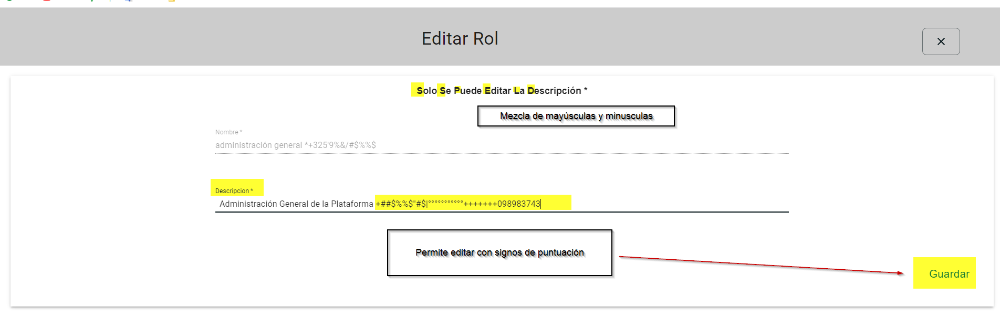 Editar Rol
Solo Se Puede Editar La Descripción *
Mezcla de mayúsculas y minusculas
Nombre *
administración general *+325'9%&/#$%%$
Descripcion *
Administración General de la Plataforma +##$%%$"#$|°°°°°°°°°°°+++++++098983743
Permite editar con signos de puntuación
Guardar